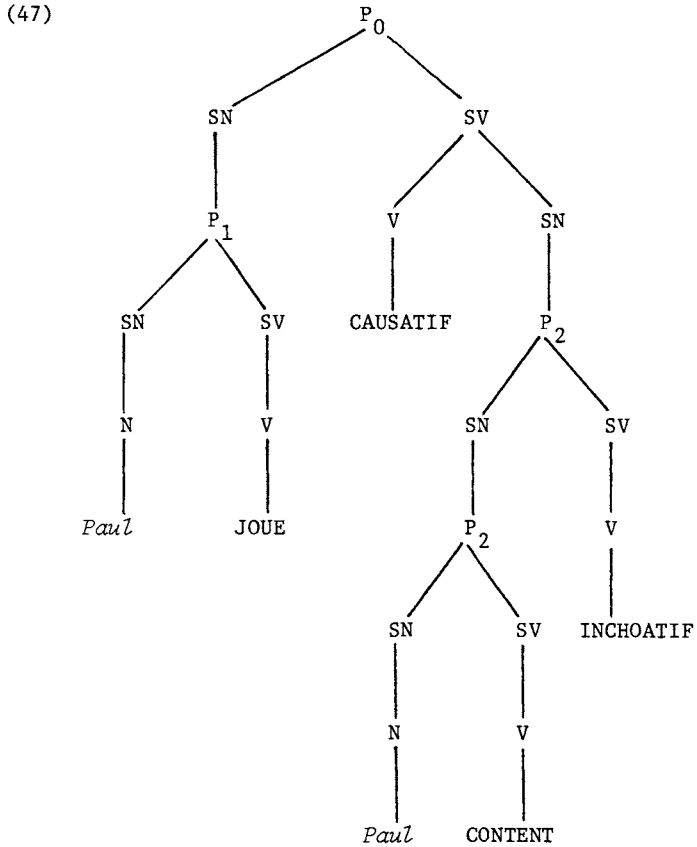 (47)
P0
SN SV
P1 V SN
SN SV CAUSATIF P2
N V SN SV
Paul JOUE P2 V
SN SV INCHOATIF
N V
Paul CONTENT